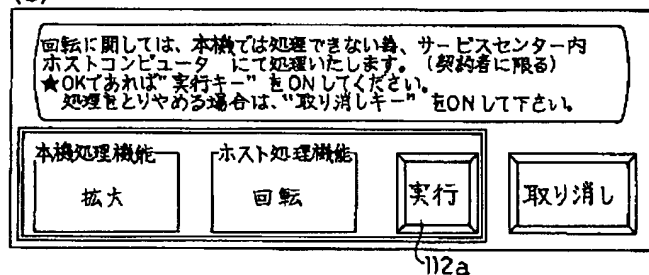 回転に関しては、本機では処理できない為、サービスセンター内
ホストコンピュータ にて処理いたします。（契約者に限る）
★OKであれば"実行キー"をONしてください。
処理をとりやめる場合は、"取り消しキー"をONして下さい。
本機処理機能
ホスト処理機能
拡大
回転
実行
取り消し
112a